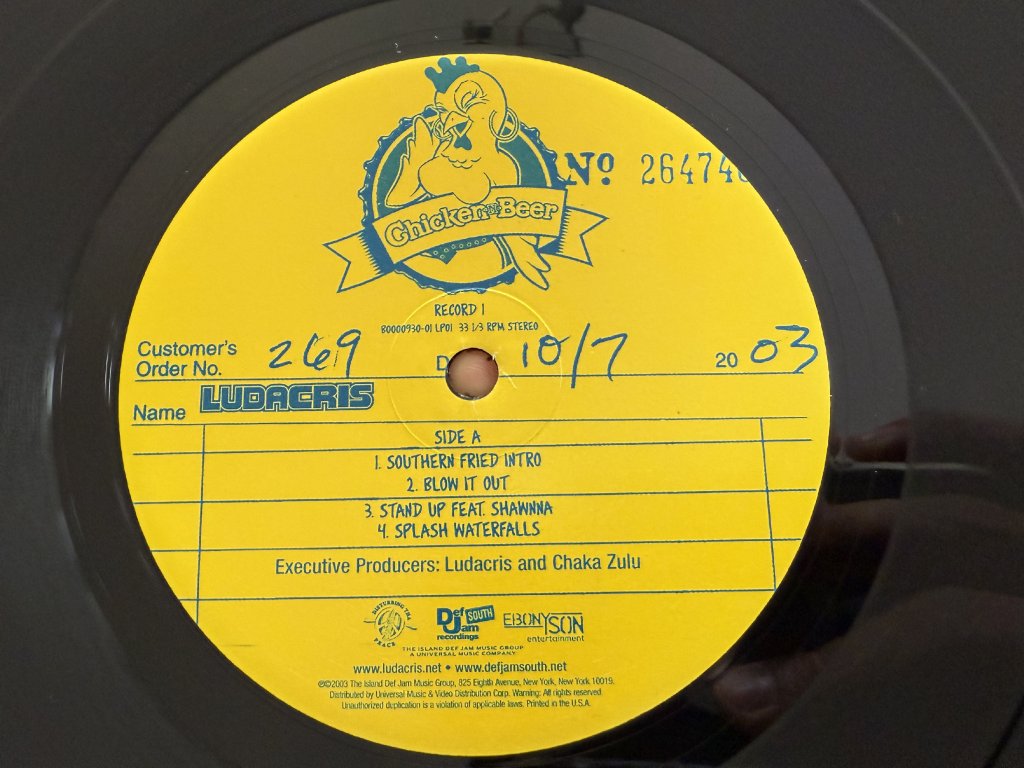 Chicken-N-Beer
Nº 26474
RECORD 1
B0000930-01 LP01 33 1/3 RPM STEREO
Customer's
Order No. 269 D 10/7 20 03
Name LUDACRIS
SIDE A
1. SOUTHERN FRIED INTRO
2. BLOW IT OUT
3. STAND UP FEAT. SHAWNNA
4. SPLASH WATERFALLS
Executive Producers: Ludacris and Chaka Zulu
DISTURBING THA PEACE
Def Jam SOUTH recordings
EBONYSON entertainment
THE ISLAND DEF JAM MUSIC GROUP
A UNIVERSAL MUSIC COMPANY
www.ludacris.net • www.defjamsouth.net
℗©2003 The Island Def Jam Music Group, 825 Eighth Avenue, New York, New York 10019.
Distributed by Universal Music & Video Distribution Corp. Warning: All rights reserved.
Unauthorized duplication is a violation of applicable laws. Printed in the U.S.A.